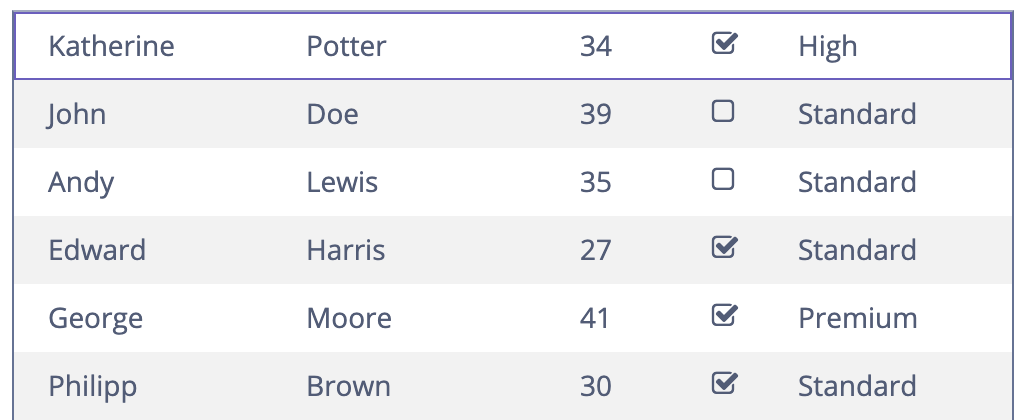 Katherine Potter 34 High
John Doe 39 Standard
Andy Lewis 35 Standard
Edward Harris 27 Standard
George Moore 41 Premium
Philipp Brown 30 Standard